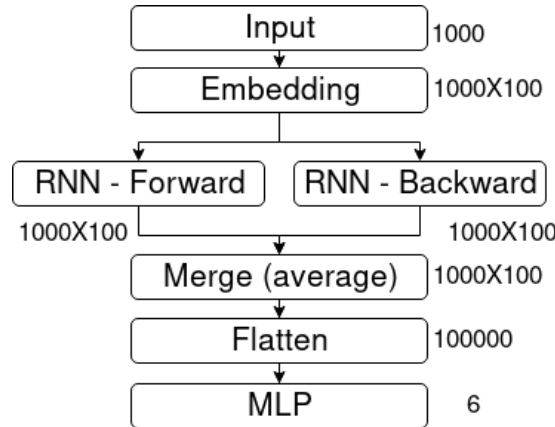 Input
1000
Embedding
1000X100
RNN - Forward
RNN - Backward
1000X100
1000X100
Merge (average)
1000X100
Flatten
100000
MLP
6